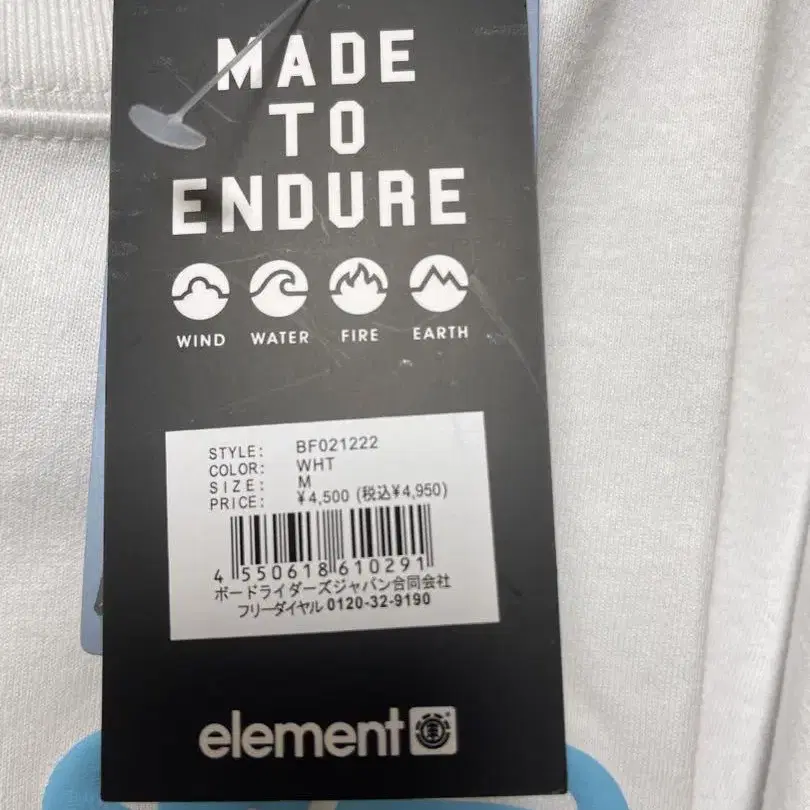 MADE
TO
ENDURE
WIND WATER FIRE EARTH
STYLE: BF021222
COLOR: WHT
SIZE: M
PRICE: ¥4,500 (税込¥4,950)
4 550618 610291
ボードライダーズジャパン合同会社
フリーダイヤル 0120-32-9190
element